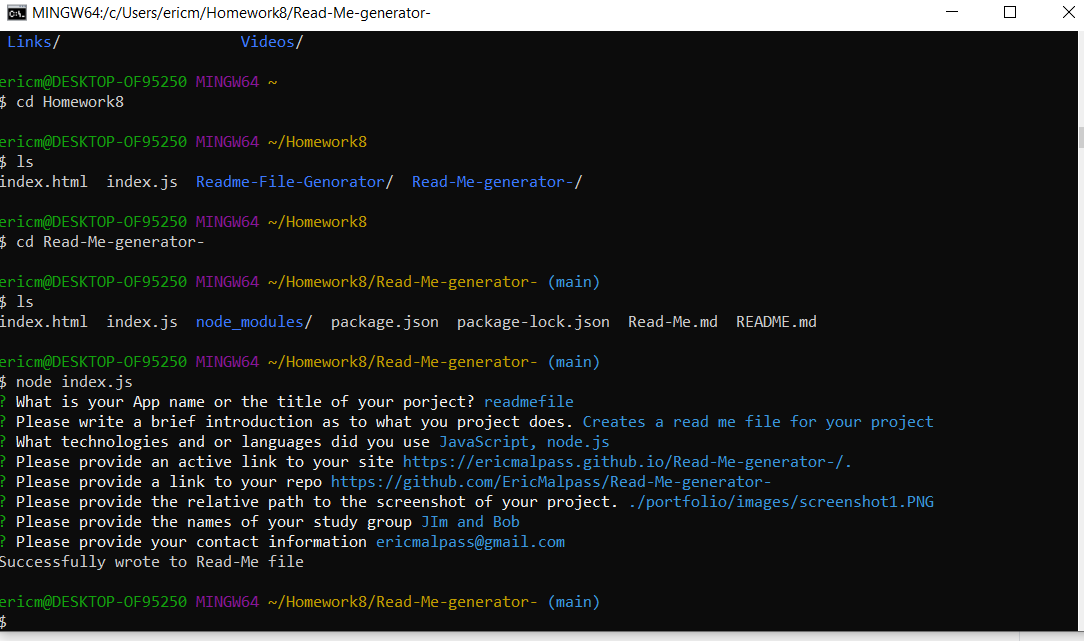 MINGW64:/c/Users/ericm/Homework8/Read-Me-generator-
Links/ Videos/
ericm@DESKTOP-OF95250 MINGW64 ~
$ cd Homework8
ericm@DESKTOP-OF95250 MINGW64 ~/Homework8
$ ls
index.html index.js Readme-File-Genorator/ Read-Me-generator-/
ericm@DESKTOP-OF95250 MINGW64 ~/Homework8
$ cd Read-Me-generator-
ericm@DESKTOP-OF95250 MINGW64 ~/Homework8/Read-Me-generator- (main)
$ ls
index.html index.js node_modules/ package.json package-lock.json Read-Me.md README.md
ericm@DESKTOP-OF95250 MINGW64 ~/Homework8/Read-Me-generator- (main)
$ node index.js
? What is your App name or the title of your porject? readmefile
? Please write a brief introduction as to what you project does. Creates a read me file for your project
? What technologies and or languages did you use JavaScript, node.js
? Please provide an active link to your site https://ericmalpass.github.io/Read-Me-generator-/.
? Please provide a link to your repo https://github.com/EricMalpass/Read-Me-generator-
? Please provide the relative path to the screenshot of your project. ./portfolio/images/screenshot1.PNG
? Please provide the names of your study group JIm and Bob
? Please provide your contact information ericmalpass@gmail.com
Successfully wrote to Read-Me file
ericm@DESKTOP-OF95250 MINGW64 ~/Homework8/Read-Me-generator- (main)
$